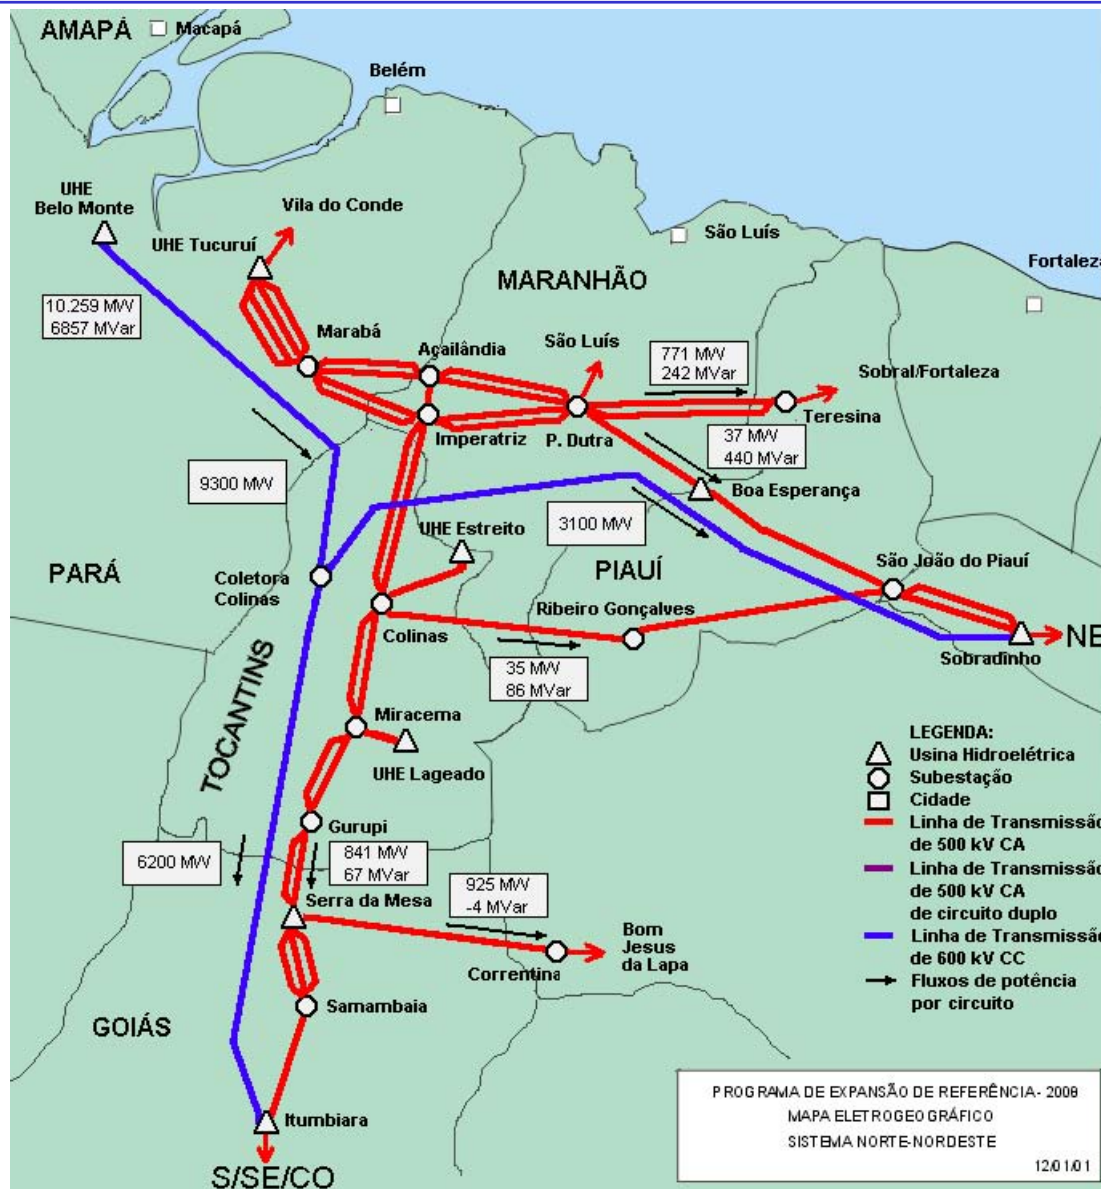 AMAPÁ
Macapá
Belém
UHE
Belo Monte
Vila do Conde
UHE Tucuruí
São Luís
Fortaleza
MARANHÃO
10.259 MW
6857 MVar
Marabá
Açailândia
São Luís
771 MW
242 MVar
Sobral/Fortaleza
Teresina
Imperatriz
P. Dutra
37 MW
440 MVar
9300 MW
Boa Esperança
UHE Estreito
3100 MW
PARÁ
Coletora
Colinas
PIAUÍ
São João do Piauí
Ribeiro Gonçalves
Colinas
NE
Sobradinho
35 MW
86 MVar
TOCANTINS
Miracema
UHE Lageado
LEGENDA:
Usina Hidroelétrica
Subestação
Cidade
Linha de Transmissão
de 500 kV CA
Linha de Transmissão
de 500 kV CA
de circuito duplo
Linha de Transmissão
de 600 kV CC
Fluxos de potência
por circuito
Gurupi
6200 MW
841 MW
67 MVar
Serra da Mesa
925 MW
-4 MVar
Bom
Jesus
da Lapa
Correntina
Samambaia
GOIÁS
Itumbiara
S/SE/CO
PROGRAMA DE EXPANSÃO DE REFERÊNCIA- 2008
MAPA ELETROGEOGRÁFICO
SISTEMA NORTE-NORDESTE
12/01/01